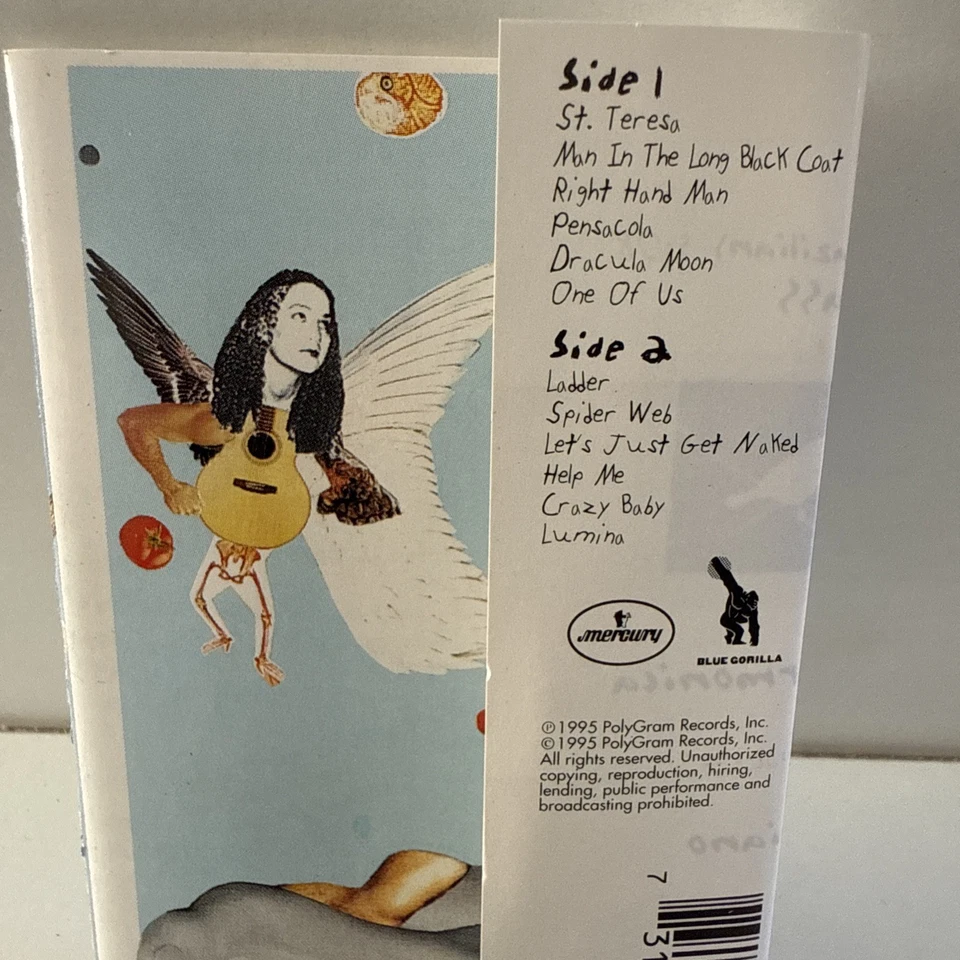 Side 1
St. Teresa
Man In The Long Black Coat
Right Hand Man
Pensacola
Dracula Moon
One Of Us
Side 2
Ladder
Spider Web
Let's Just Get Naked
Help Me
Crazy Baby
Lumina
mercury
BLUE GORILLA
℗ 1995 PolyGram Records, Inc.
© 1995 PolyGram Records, Inc.
All rights reserved. Unauthorized
copying, reproduction, hiring,
lending, public performance and
broadcasting prohibited.
7
31